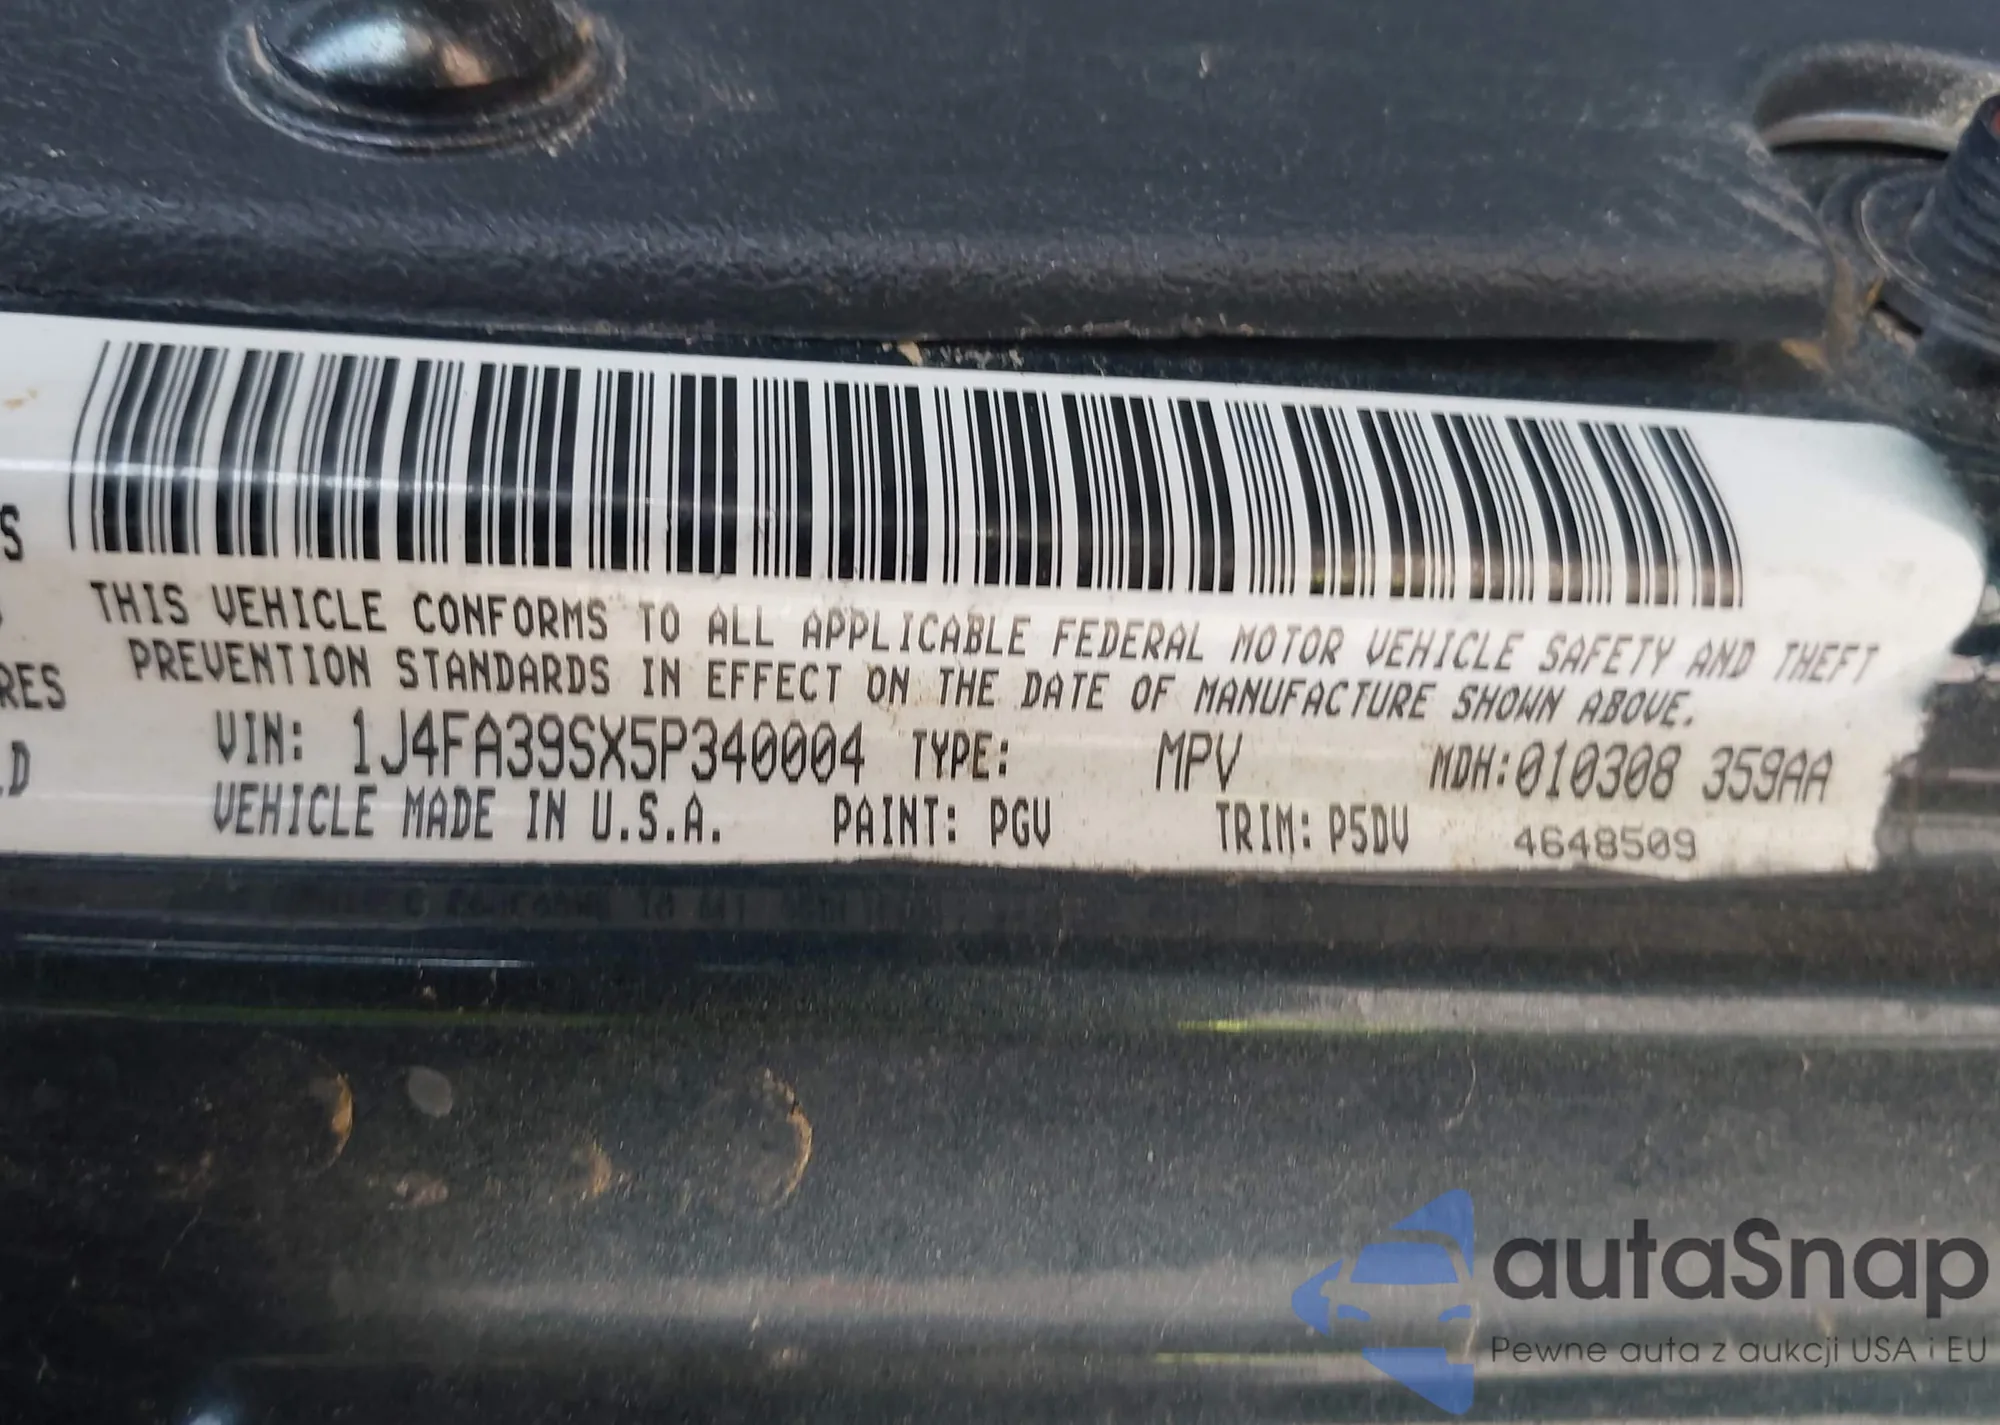 S
THIS VEHICLE CONFORMS TO ALL APPLICABLE FEDERAL MOTOR VEHICLE SAFETY AND THEFT
RES
PREVENTION STANDARDS IN EFFECT ON THE DATE OF MANUFACTURE SHOWN ABOVE.
LD
VIN: 1J4FA39SX5P340004 TYPE: MPV MDH:010308 359AA
VEHICLE MADE IN U.S.A. PAINT: PGV TRIM: P5DV 4648509
autaSnap
Pewne auta z aukcji USA i EU